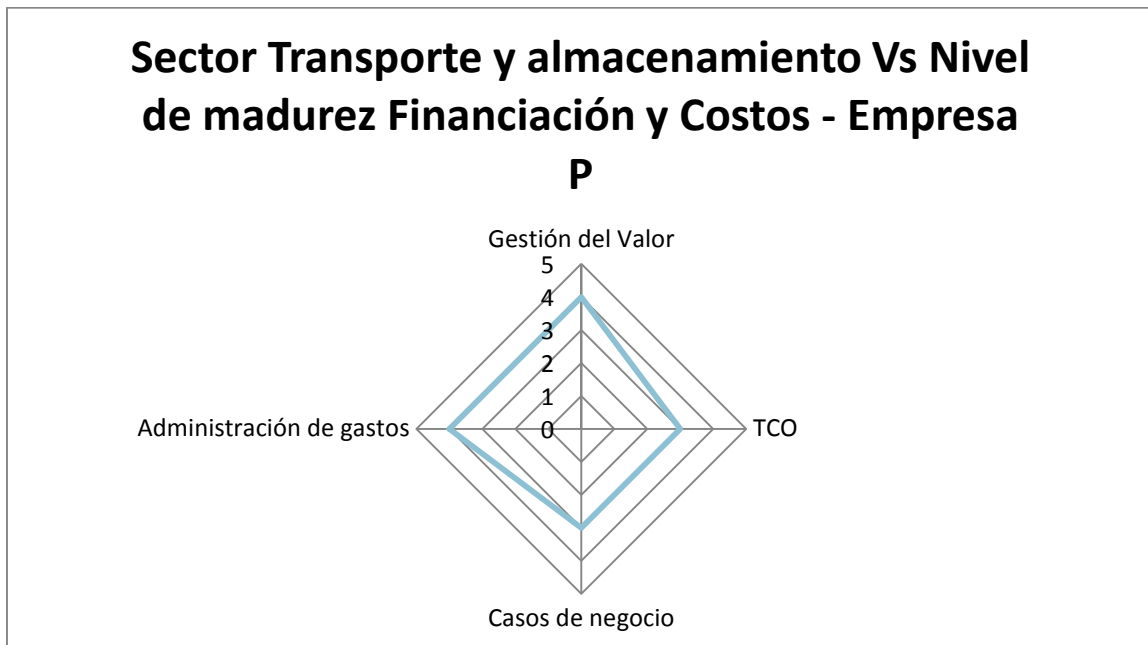 Sector Transporte y almacenamiento Vs Nivel
de madurez Financiación y Costos - Empresa
P
Gestión del Valor
5
4
3
2
1
0
Administración de gastos
TCO
Casos de negocio